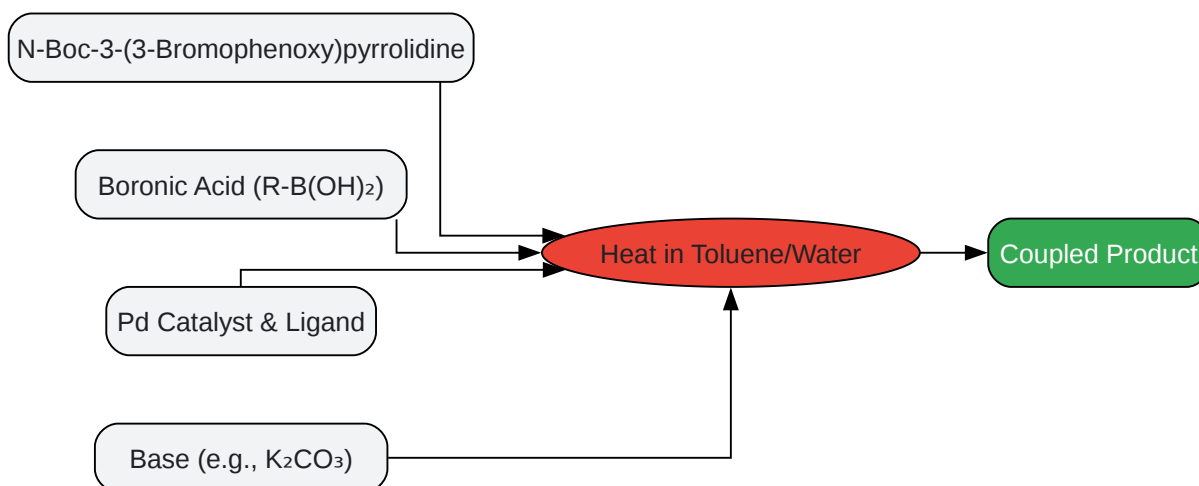 N-Boc-3-(3-Bromophenoxy)pyrrolidine
Boronic Acid (R-B(OH)₂)
Heat in Toluene/Water
Coupled Product
Pd Catalyst & Ligand
Base (e.g., K₂CO₃)